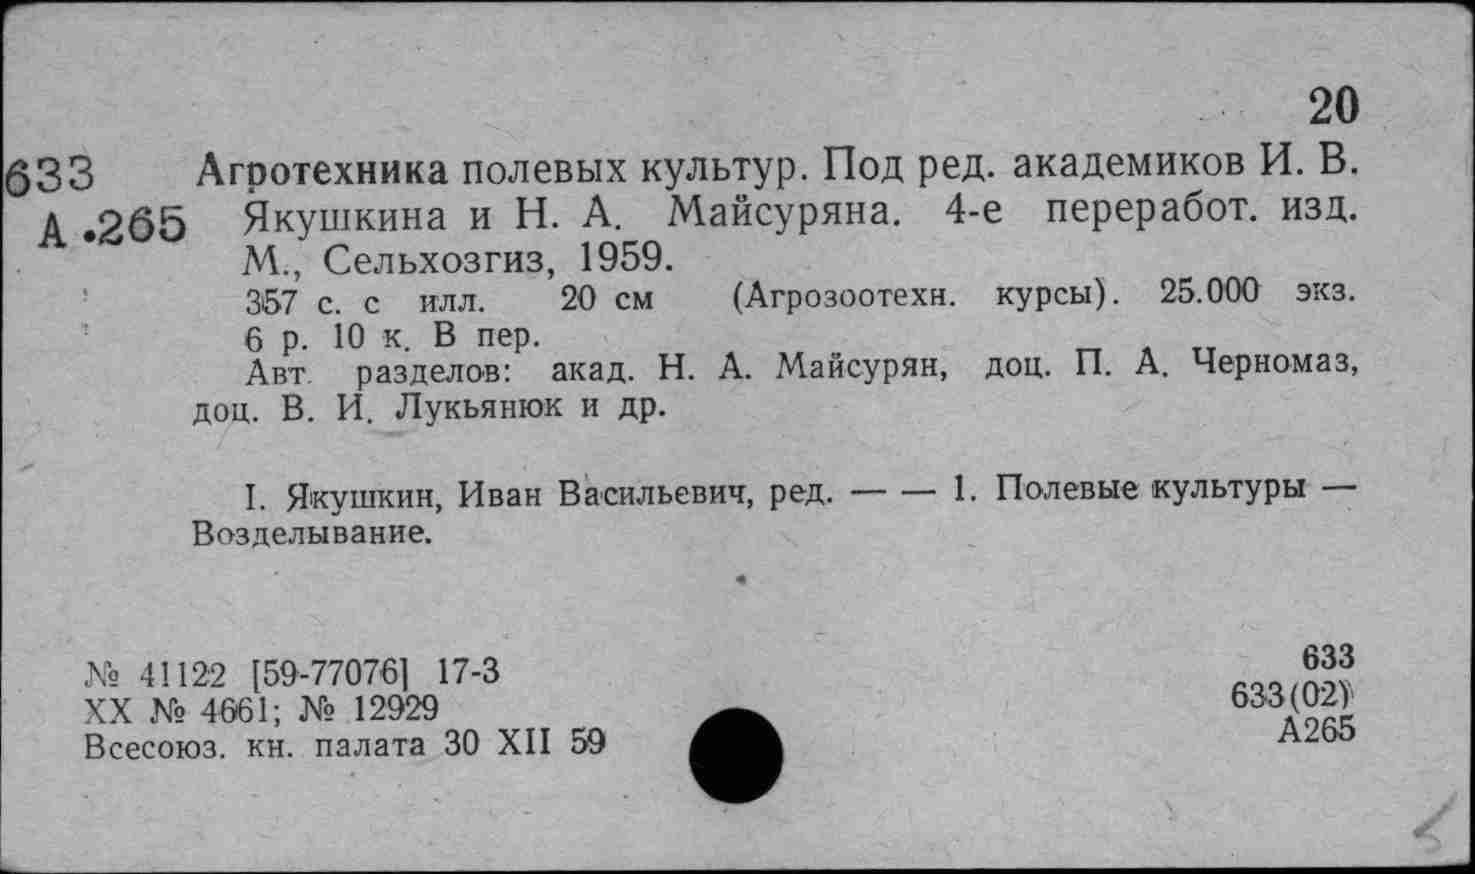 20
633 Агротехника полевых культур. Под ред. академиков И. В.
А.265 Якушкина и Н. А. Майсуряна. 4-е переработ. изд.
М., Сельхозгиз, 1959.
357 с. с илл. 20 см (Агрозоотехн. курсы). 25.000 экз.
6 р. 10 к. В пер.
Авт. разделов: акад. Н. А. Майсурян, доц. П. А. Черномаз,
доц. В. И. Лукьянюк и др.
I. Якушкин, Иван Васильевич, ред. — — 1. Полевые культуры —
Возделывание.
№ 41122 [59-77076] 17-3
XX № 4661; № 12929
Всесоюз. кн. палата 30 XII 59
633
633(02)
А265